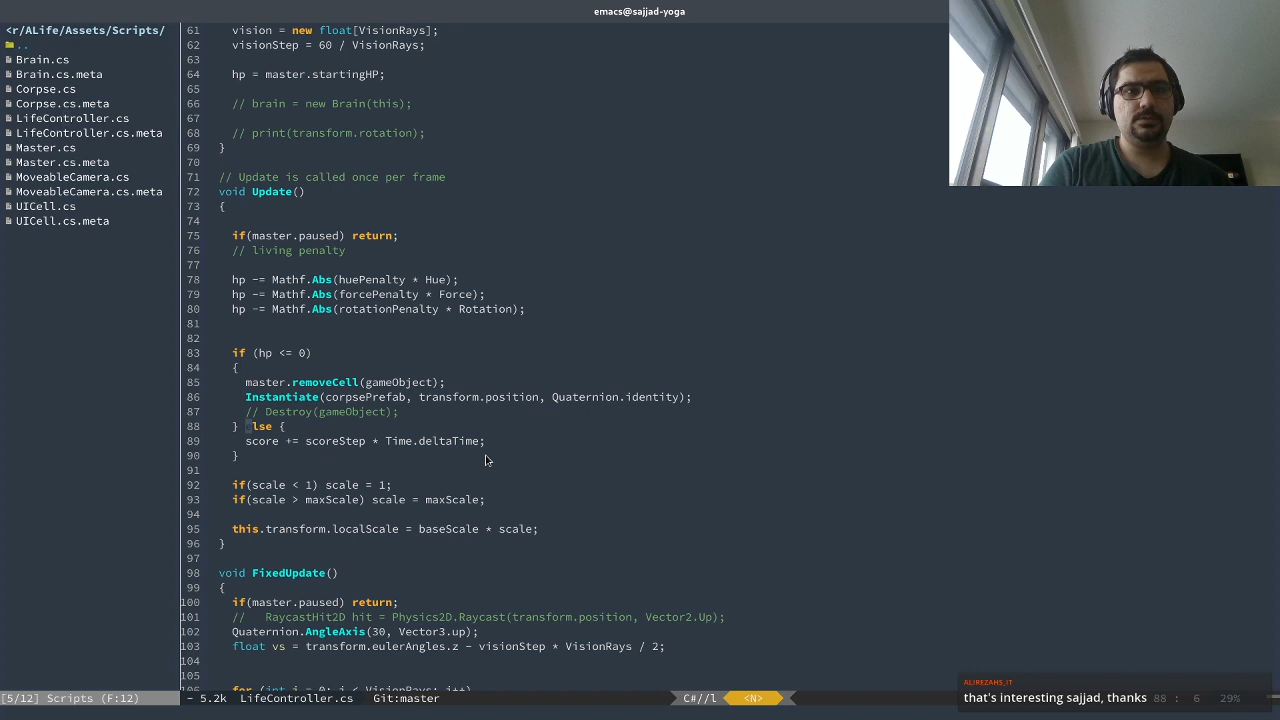 emacs@sajjad-yoga
<r/ALife/Assets/Scripts/
..
Brain.cs
Brain.cs.meta
Corpse.cs
Corpse.cs.meta
LifeController.cs
LifeController.cs.meta
Master.cs
Master.cs.meta
MoveableCamera.cs
MoveableCamera.cs.meta
UICell.cs
UICell.cs.meta
61 vision = new float[VisionRays];
62 visionStep = 60 / VisionRays;
63
64 hp = master.startingHP;
65
66 // brain = new Brain(this);
67
68 // print(transform.rotation);
69 }
70
71 // Update is called once per frame
72 void Update()
73 {
74
75 if(master.paused) return;
76 // living penalty
77
78 hp -= Mathf.Abs(huePenalty * Hue);
79 hp -= Mathf.Abs(forcePenalty * Force);
80 hp -= Mathf.Abs(rotationPenalty * Rotation);
81
82
83 if (hp <= 0)
84 {
85 master.removeCell(gameObject);
86 Instantiate(corpsePrefab, transform.position, Quaternion.identity);
87 // Destroy(gameObject);
88 } else {
89 score += scoreStep * Time.deltaTime;
90 }
91
92 if(scale < 1) scale = 1;
93 if(scale > maxScale) scale = maxScale;
94
95 this.transform.localScale = baseScale * scale;
96 }
97
98 void FixedUpdate()
99 {
100 if(master.paused) return;
101 // RaycastHit2D hit = Physics2D.Raycast(transform.position, Vector2.Up);
102 Quaternion.AngleAxis(30, Vector3.up);
103 float vs = transform.eulerAngles.z - visionStep * VisionRays / 2;
104
105
106 for (int i = 0; i < VisionRays; i++)
[5/12] Scripts (F:12)
- 5.2k LifeController.cs Git:master C#//l <N> 88 : 6 29%
ALIREZAHS_IT
that's interesting sajjad, thanks